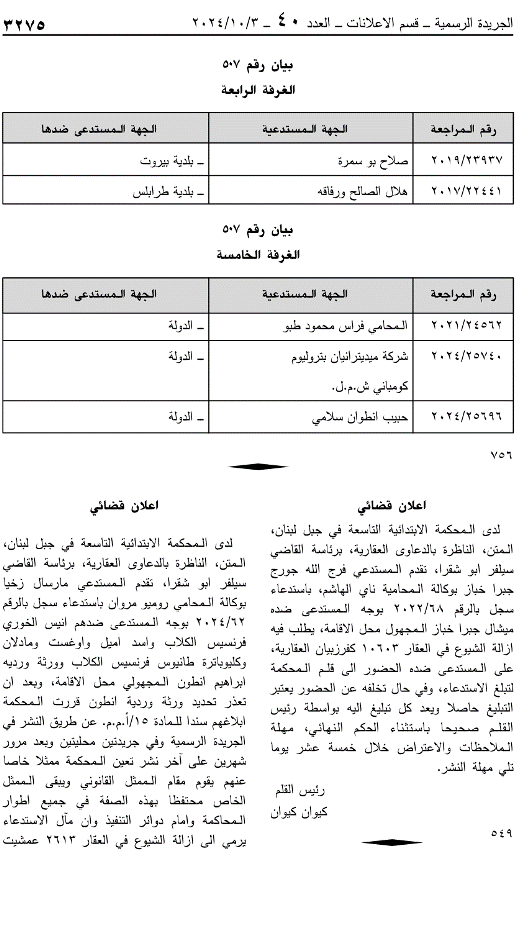 الجريدة الرسمية ـ قسم الاعلانات ـ العدد ٤٠ ـ ٢٠٢٤/١٠/٣ ٣٢٧٥
بيان رقم ٥٠٧
الغرفة الرابعة
رقم المراجعة الجهة المستدعية الجهة المستدعى ضدها
٢٠١٩/٢٣٩٣٧ صلاح بو سمرة ـ بلدية بيروت
٢٠١٧/٢٢٤٤١ هلال الصالح ورفاقه ـ بلدية طرابلس
بيان رقم ٥٠٧
الغرفة الخامسة
رقم المراجعة الجهة المستدعية الجهة المستدعى ضدها
٢٠٢١/٢٤٥٦٢ المحامي فراس محمود طبو ـ الدولة
٢٠٢٤/٢٥٧٤٠ شركة ميديترانيان بتروليوم ـ الدولة
كومباني ش.م.ل.
٢٠٢٤/٢٥٦٩٦ حبيب انطوان سلامي ـ الدولة
٧٥٦
اعلان قضائي
لدى المحكمة الابتدائية التاسعة في جبل لبنان،
المتن، الناظرة بالدعاوى العقارية، برئاسة القاضي
سيلفر ابو شقرا، تقدم المستدعي فرج الله جورج
جبرا خباز بوكالة المحامية ناي الهاشم، باستدعاء
سجل بالرقم ٢٠٢٢/٦٨ بوجه المستدعى ضده
ميشال جبرا خباز المجهول محل الاقامة، يطلب فيه
ازالة الشيوع في العقار ١٠٦٠٣ كفرزبيان العقارية،
على المستدعى ضده الحضور الى قلم المحكمة
لتبلغ الاستدعاء، وفي حال تخلفه عن الحضور يعتبر
التبليغ حاصلا ويعد كل تبليغ اليه بواسطة رئيس
القلم صحيحا باستثناء الحكم النهائي، مهلة
الملاحظات والاعتراض خلال خمسة عشر يوما
تلي مهلة النشر.
رئيس القلم
كيوان كيوان
٥٤٩
اعلان قضائي
لدى المحكمة الابتدائية التاسعة في جبل لبنان،
المتن، الناظرة بالدعاوى العقارية، برئاسة القاضي
سيلفر ابو شقرا، تقدم المستدعي مارسال زخيا
بوكالة المحامي روميو مروان باستدعاء سجل بالرقم
٢٠٢٤/٦٢ بوجه المستدعى ضدهم انيس الخوري
فرنسيس الكلاب واسد اميل واوغست ومادلان
وكليوباترة طانيوس فرنسيس الكلاب وورثة ورديه
ابراهيم انطون المجهولي محل الاقامة، وبعد ان
تعذر تحديد ورثة وردية انطون قررت المحكمة
ابلاغهم سندا للمادة ١٥/أ.م.م. عن طريق النشر في
الجريدة الرسمية وفي جريدتين محليتين وبعد مرور
شهرين على آخر نشر تعين المحكمة ممثلا خاصا
عنهم يقوم مقام الممثل القانوني ويبقى الممثل
الخاص محتفظا بهذه الصفة في جميع اطوار
المحاكمة وامام دوائر التنفيذ وان مآل الاستدعاء
يرمي الى ازالة الشيوع في العقار ٢٦١٣ عمشيت